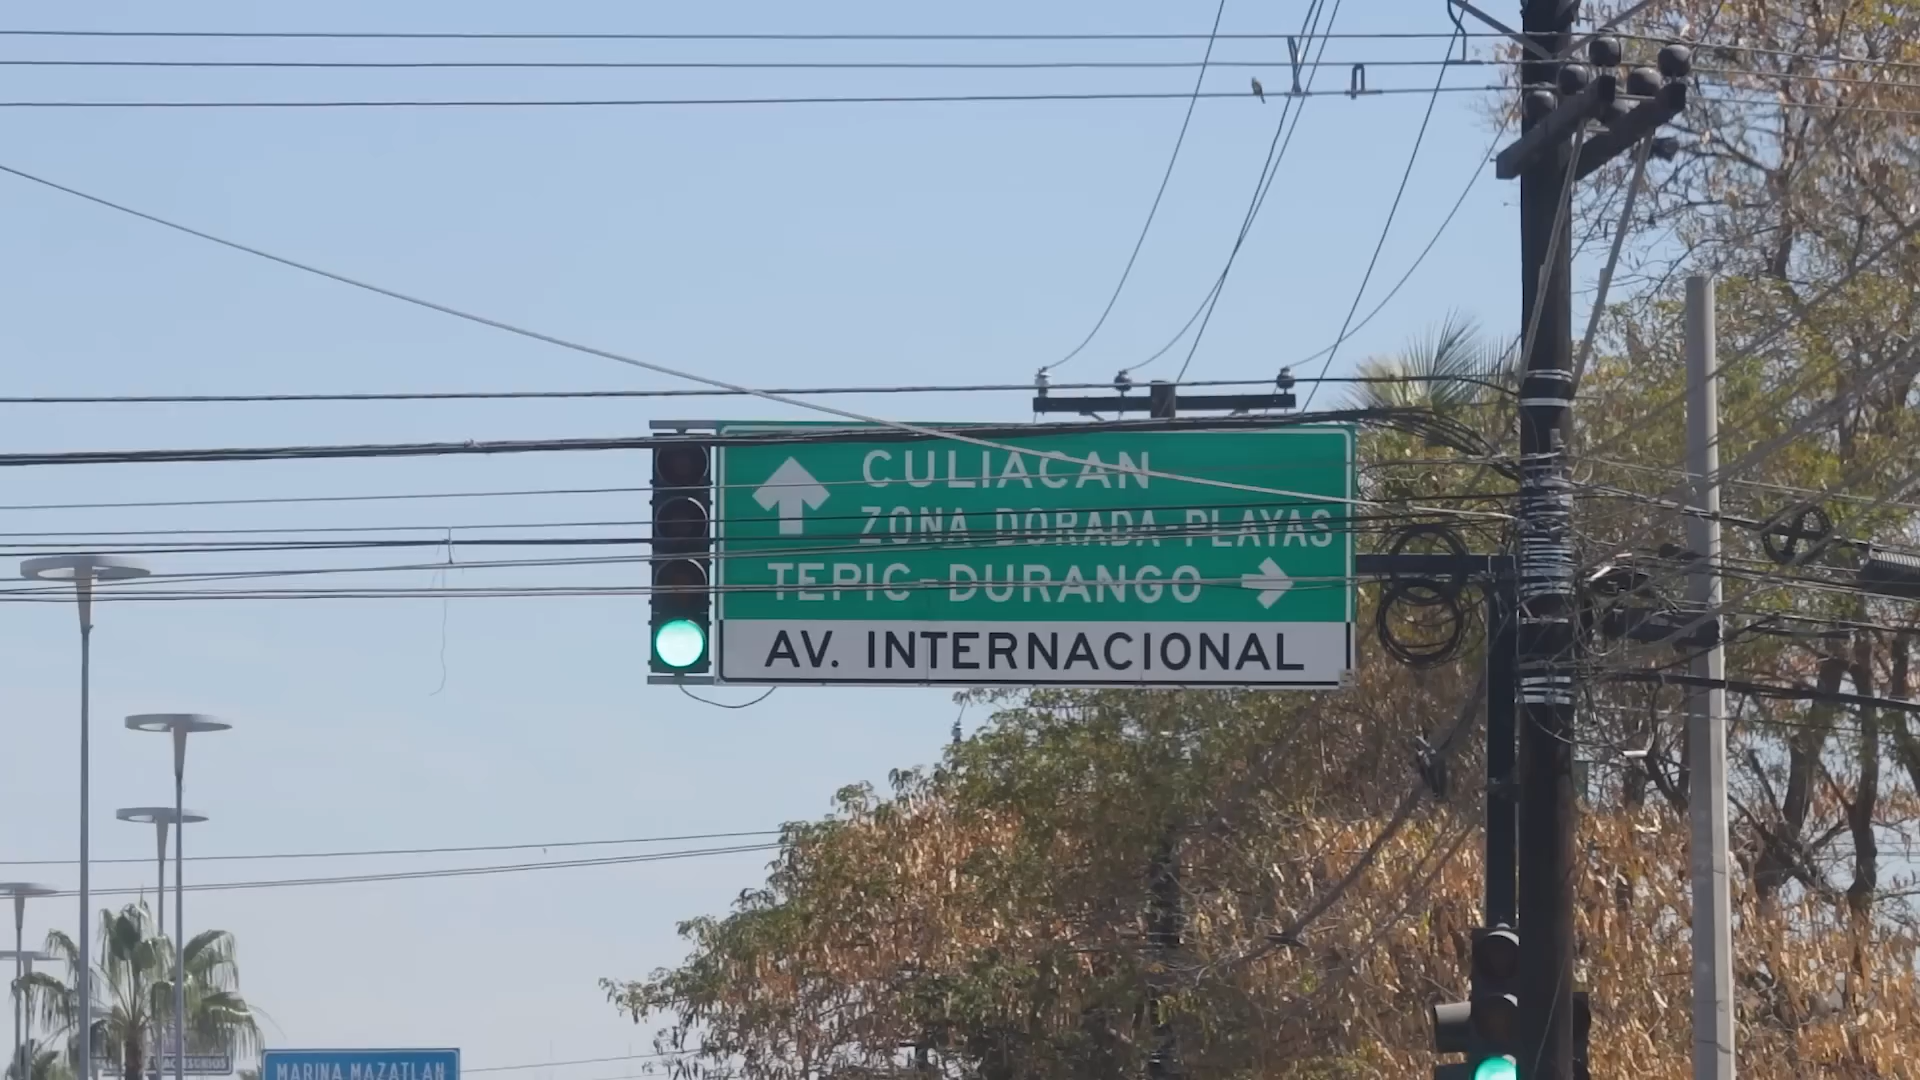 CULIACAN
ZONA DORADA-PLAYAS
TEPIC-DURANGO
AV. INTERNACIONAL
MARINA MAZATLAN